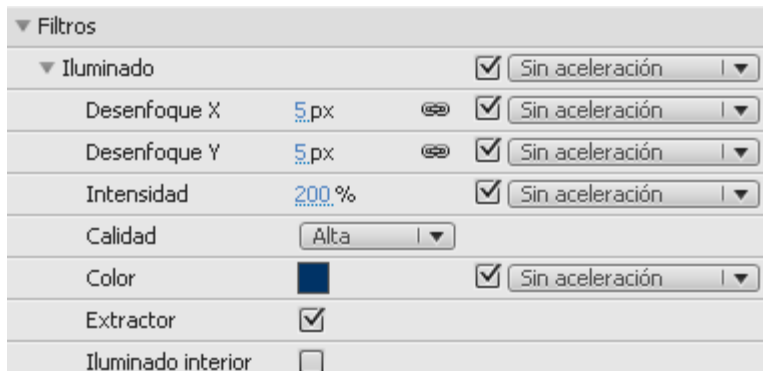 Filtros
Iluminado Sin aceleración
Desenfoque X 5 px Sin aceleración
Desenfoque Y 5 px Sin aceleración
Intensidad 200 % Sin aceleración
Calidad Alta
Color Sin aceleración
Extractor
Iluminado interior